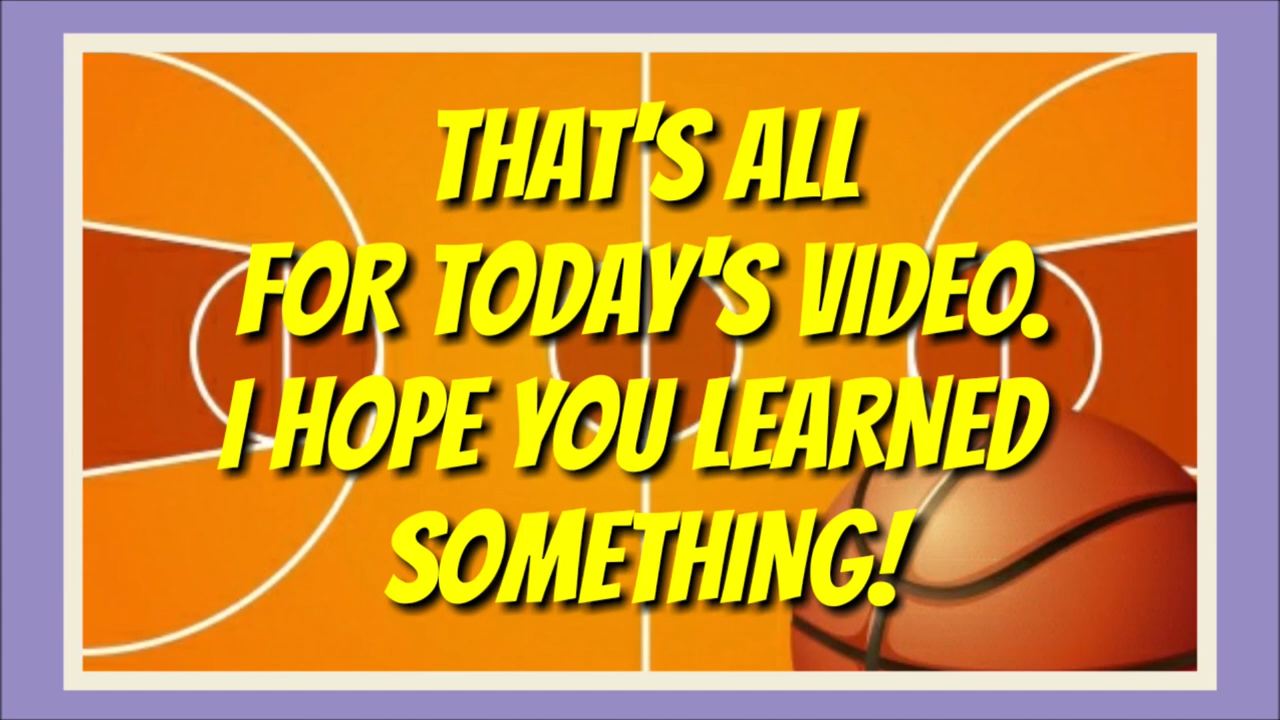 THAT'S ALL
FOR TODAY'S VIDEO.
I HOPE YOU LEARNED
SOMETHING!